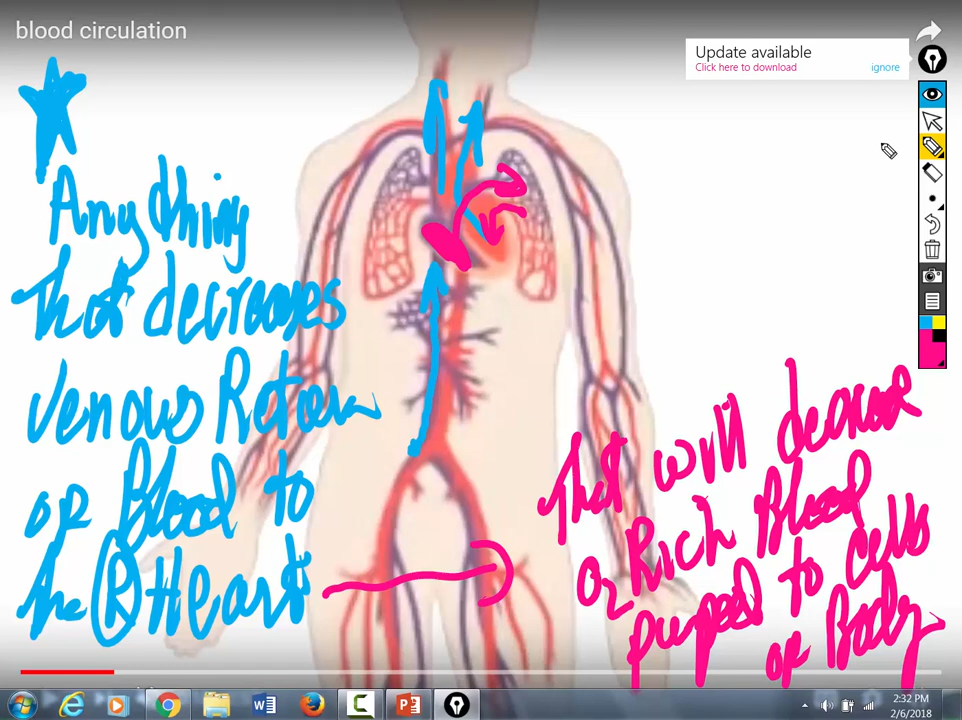 blood circulation
Update available
Click here to download
ignore
Anything
that decreases
venous Return
of Blood to
the (R) Heart
That will decrease
O2 Rich Blood
pumped to cells
of Body
2:32 PM
2/6/2018